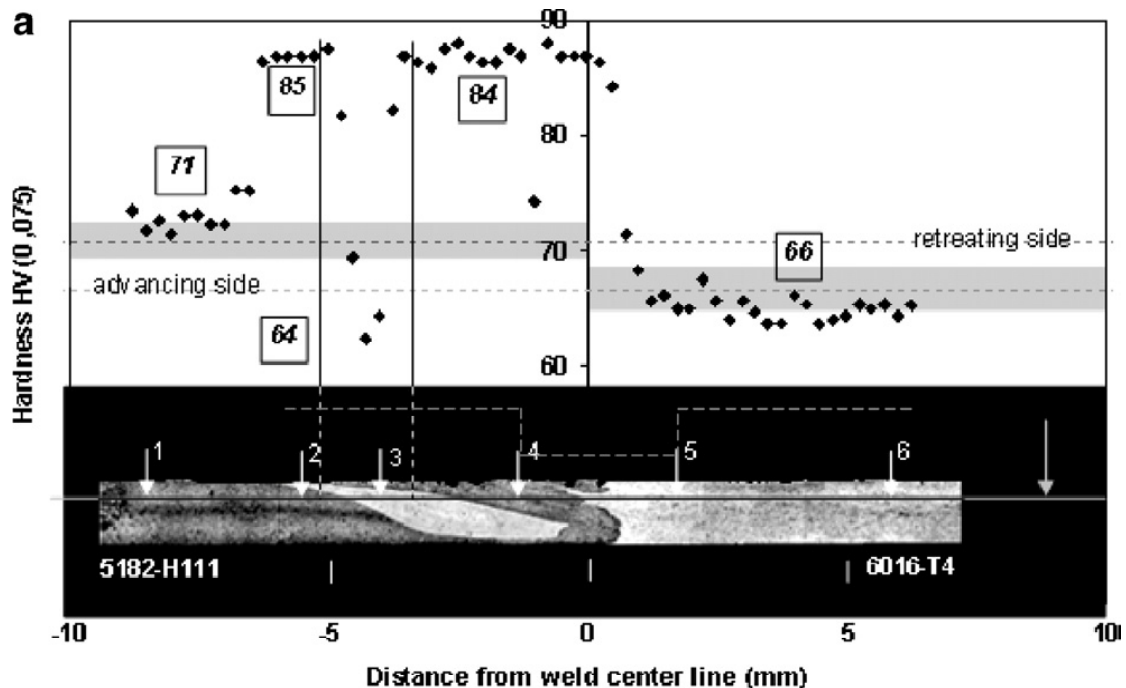 a
90
85
84
80
71
Hardness HV (0,075)
70
retreating side
66
advancing side
64
60
1
2
3
4
5
6
5182-H111
6016-T4
-10
-5
0
5
10
Distance from weld center line (mm)